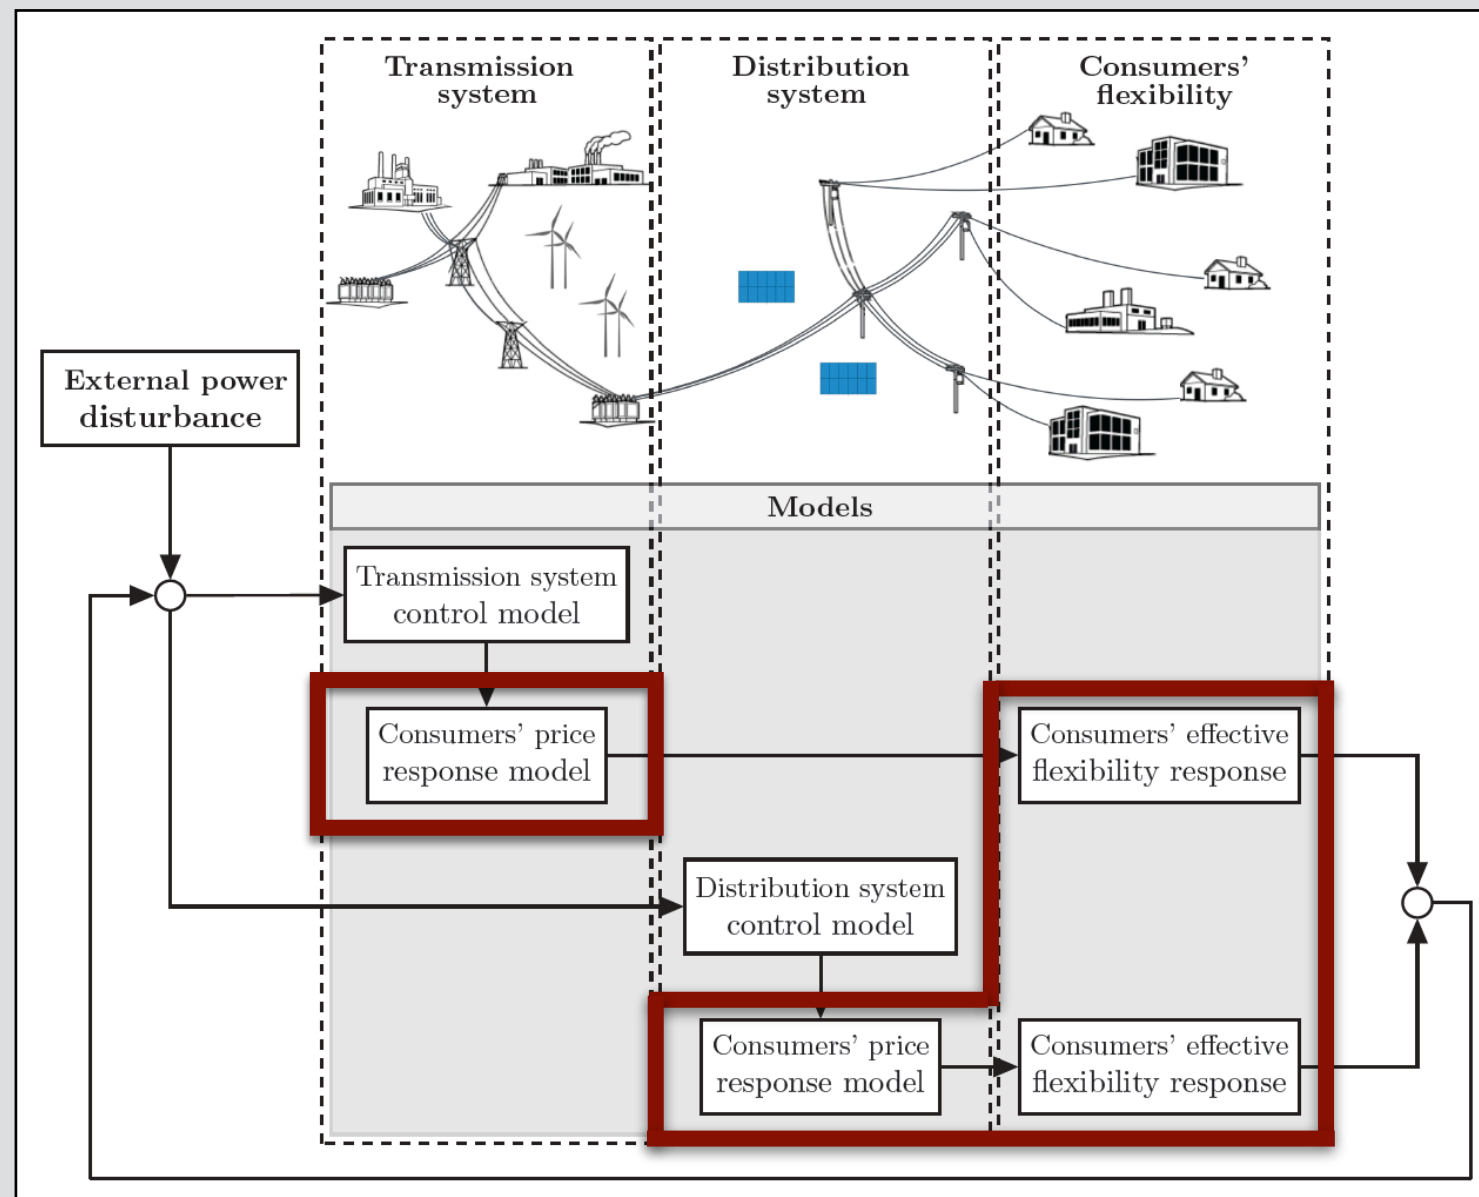 Transmission
system
Distribution
system
Consumers’
flexibility
External power
disturbance
Models
Transmission system
control model
Consumers’ price
response model
Consumers’ effective
flexibility response
Distribution system
control model
Consumers’ price
response model
Consumers’ effective
flexibility response